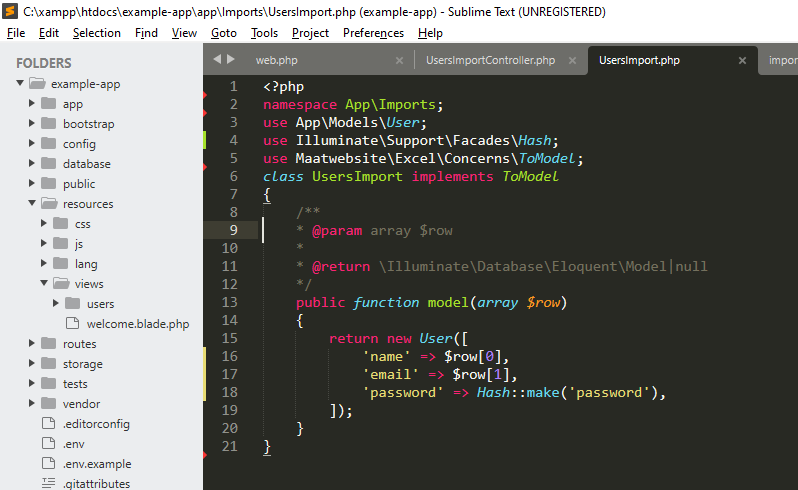 C:\xampp\htdocs\example-app\app\Imports\UsersImport.php (example-app) - Sublime Text (UNREGISTERED)
File Edit Selection Find View Goto Tools Project Preferences Help
FOLDERS
example-app
app
bootstrap
config
database
public
resources
css
js
lang
views
users
welcome.blade.php
routes
storage
tests
vendor
.editorconfig
.env
.env.example
.gitattributes
web.php × UsersImportController.php × UsersImport.php × impor
1 <?php
2 namespace App\Imports;
3 use App\Models\User;
4 use Illuminate\Support\Facades\Hash;
5 use Maatwebsite\Excel\Concerns\ToModel;
6 class UsersImport implements ToModel
7 {
8     /**
9     * @param array $row
10     *
11     * @return \Illuminate\Database\Eloquent\Model|null
12     */
13     public function model(array $row)
14     {
15         return new User([
16             'name' => $row[0],
17             'email' => $row[1],
18             'password' => Hash::make('password'),
19         ]);
20     }
21 }